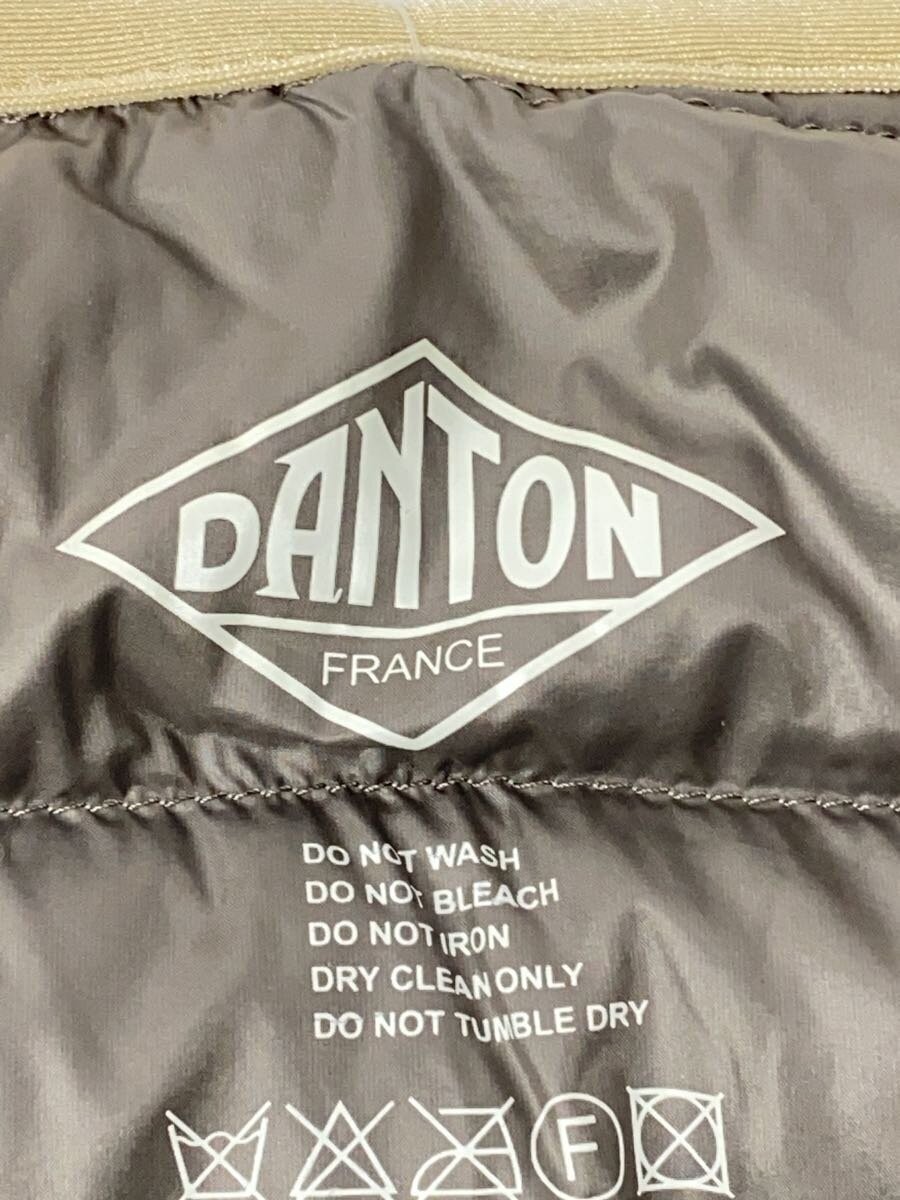 DANTON
FRANCE
DO NOT WASH
DO NOT BLEACH
DO NOT IRON
DRY CLEAN ONLY
DO NOT TUMBLE DRY
F